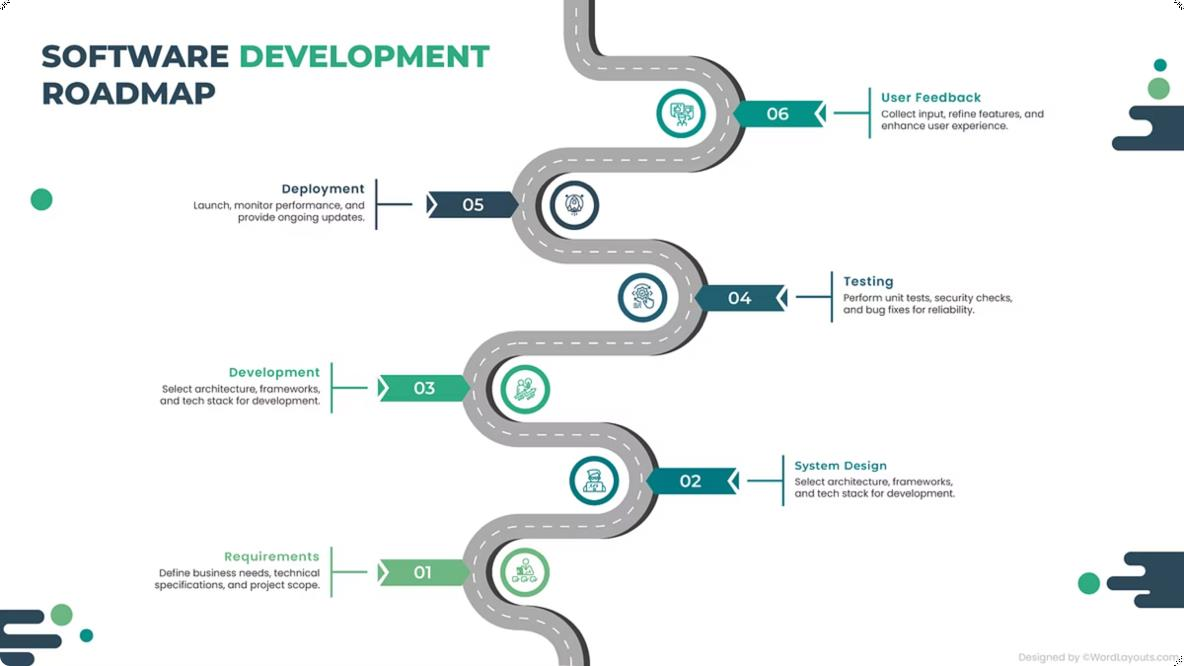 SOFTWARE DEVELOPMENT
ROADMAP
06
User Feedback
Collect input, refine features, and
enhance user experience.
Deployment
Launch, monitor performance, and
provide ongoing updates.
05
04
Testing
Perform unit tests, security checks,
and bug fixes for reliability.
Development
Select architecture, frameworks,
and tech stack for development.
03
02
System Design
Select architecture, frameworks,
and tech stack for development.
Requirements
Define business needs, technical
specifications, and project scope.
01
Designed by ©WordLayouts.com